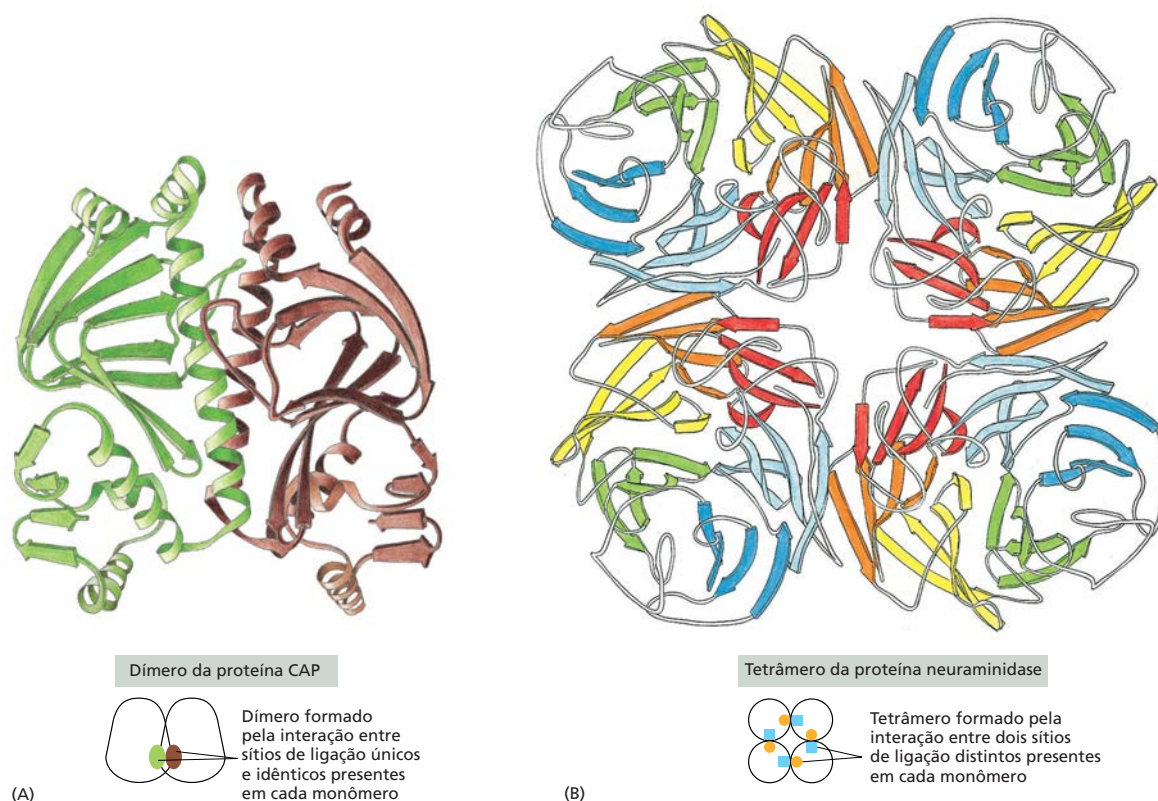 Dímero da proteína CAP
Dímero formado
pela interação entre
sítios de ligação únicos
e idênticos presentes
em cada monômero
(A)
Tetrâmero da proteína neuraminidase
Tetrâmero formado pela
interação entre dois sítios
de ligação distintos presentes
em cada monômero
(B)